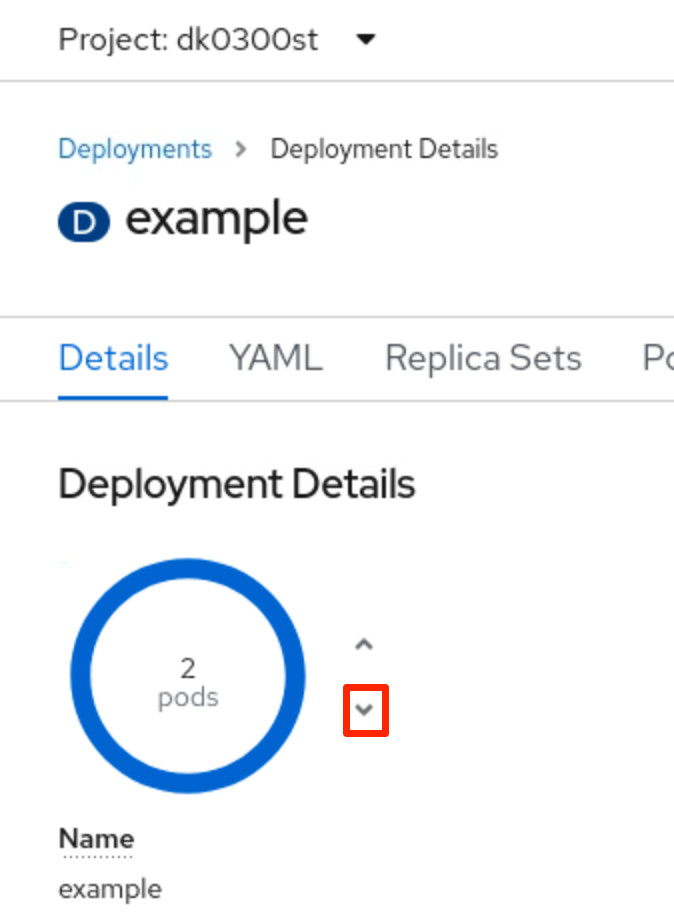 Project: dk0300st
Deployments > Deployment Details
D example
Details YAML Replica Sets Po
Deployment Details
2
pods
Name
example